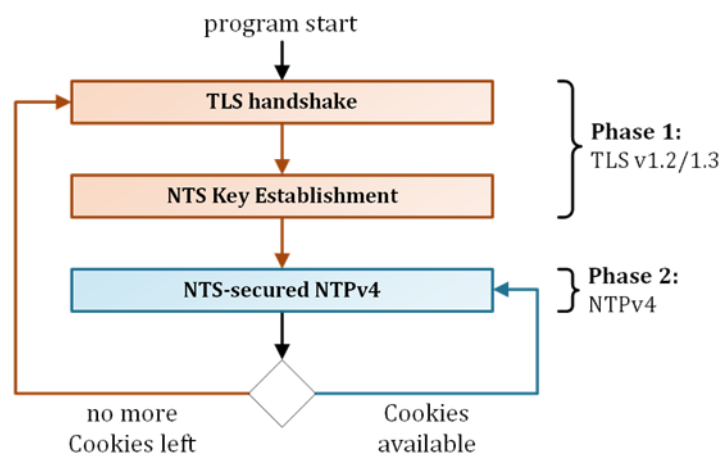 program start
TLS handshake
Phase 1:
TLS v1.2/1.3
NTS Key Establishment
NTS-secured NTPv4
Phase 2:
NTPv4
no more
Cookies left
Cookies
available